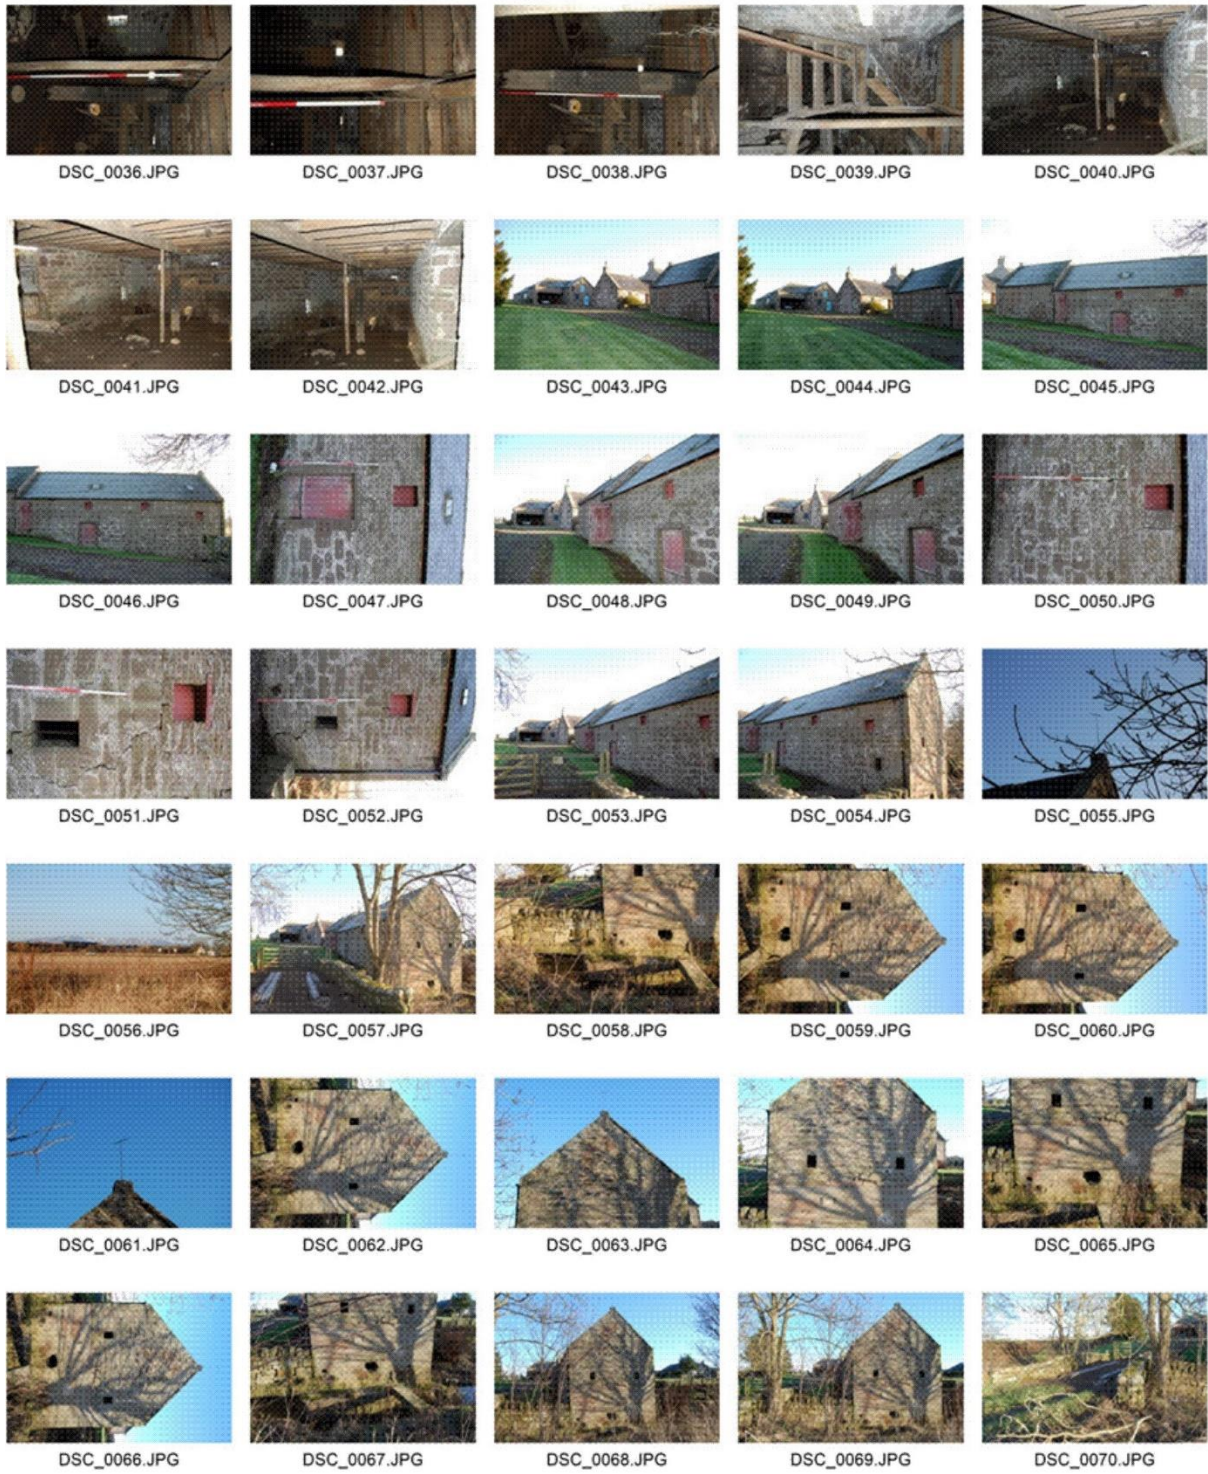 DSC_0036.JPG DSC_0037.JPG DSC_0038.JPG DSC_0039.JPG DSC_0040.JPG
DSC_0041.JPG DSC_0042.JPG DSC_0043.JPG DSC_0044.JPG DSC_0045.JPG
DSC_0046.JPG DSC_0047.JPG DSC_0048.JPG DSC_0049.JPG DSC_0050.JPG
DSC_0051.JPG DSC_0052.JPG DSC_0053.JPG DSC_0054.JPG DSC_0055.JPG
DSC_0056.JPG DSC_0057.JPG DSC_0058.JPG DSC_0059.JPG DSC_0060.JPG
DSC_0061.JPG DSC_0062.JPG DSC_0063.JPG DSC_0064.JPG DSC_0065.JPG
DSC_0066.JPG DSC_0067.JPG DSC_0068.JPG DSC_0069.JPG DSC_0070.JPG